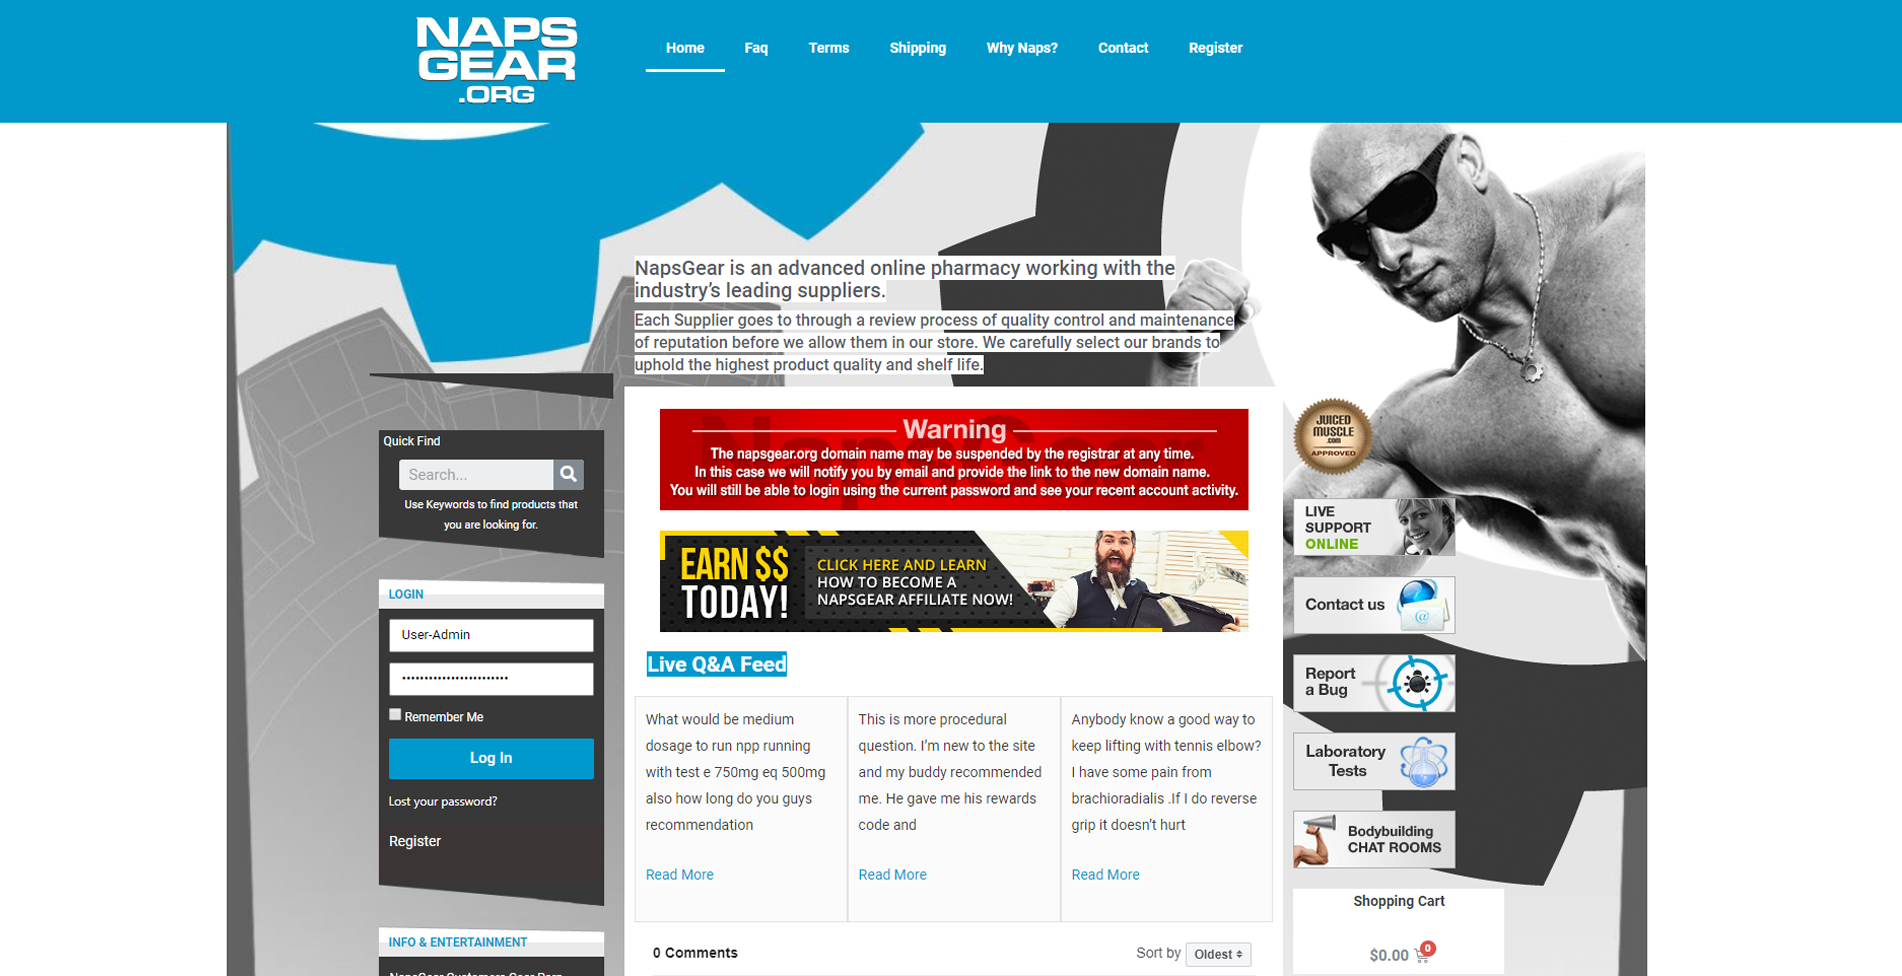 NAPS
GEAR
.ORG
Home
Faq
Terms
Shipping
Why Naps?
Contact
Register
NapsGear is an advanced online pharmacy working with the
industry’s leading suppliers.
Each Supplier goes to through a review process of quality control and maintenance
of reputation before we allow them in our store. We carefully select our brands to
uphold the highest product quality and shelf life.
Quick Find
Search...
Use Keywords to find products that
you are looking for.
LOGIN
User-Admin
Remember Me
Log In
Lost your password?
Register
INFO & ENTERTAINMENT
NapsGear
Warning
The napsgear.org domain name may be suspended by the registrar at any time.
In this case we will notify you by email and provide the link to the new domain name.
You will still be able to login using the current password and see your recent account activity.
EARN $$
TODAY!
CLICK HERE AND LEARN
HOW TO BECOME A
NAPSGEAR AFFILIATE NOW!
Live Q&A Feed
What would be medium
dosage to run npp running
with test e 750mg eq 500mg
also how long do you guys
recommendation
Read More
This is more procedural
question. I’m new to the site
and my buddy recommended
me. He gave me his rewards
code and
Read More
Anybody know a good way to
keep lifting with tennis elbow?
I have some pain from
brachioradialis .If I do reverse
grip it doesn’t hurt
Read More
0 Comments
Sort by
Oldest
JUICED
MUSCLE
.com
APPROVED
LIVE
SUPPORT
ONLINE
Contact us
@
Report
a Bug
Laboratory
Tests
Bodybuilding
CHAT ROOMS
Shopping Cart
$0.00
0